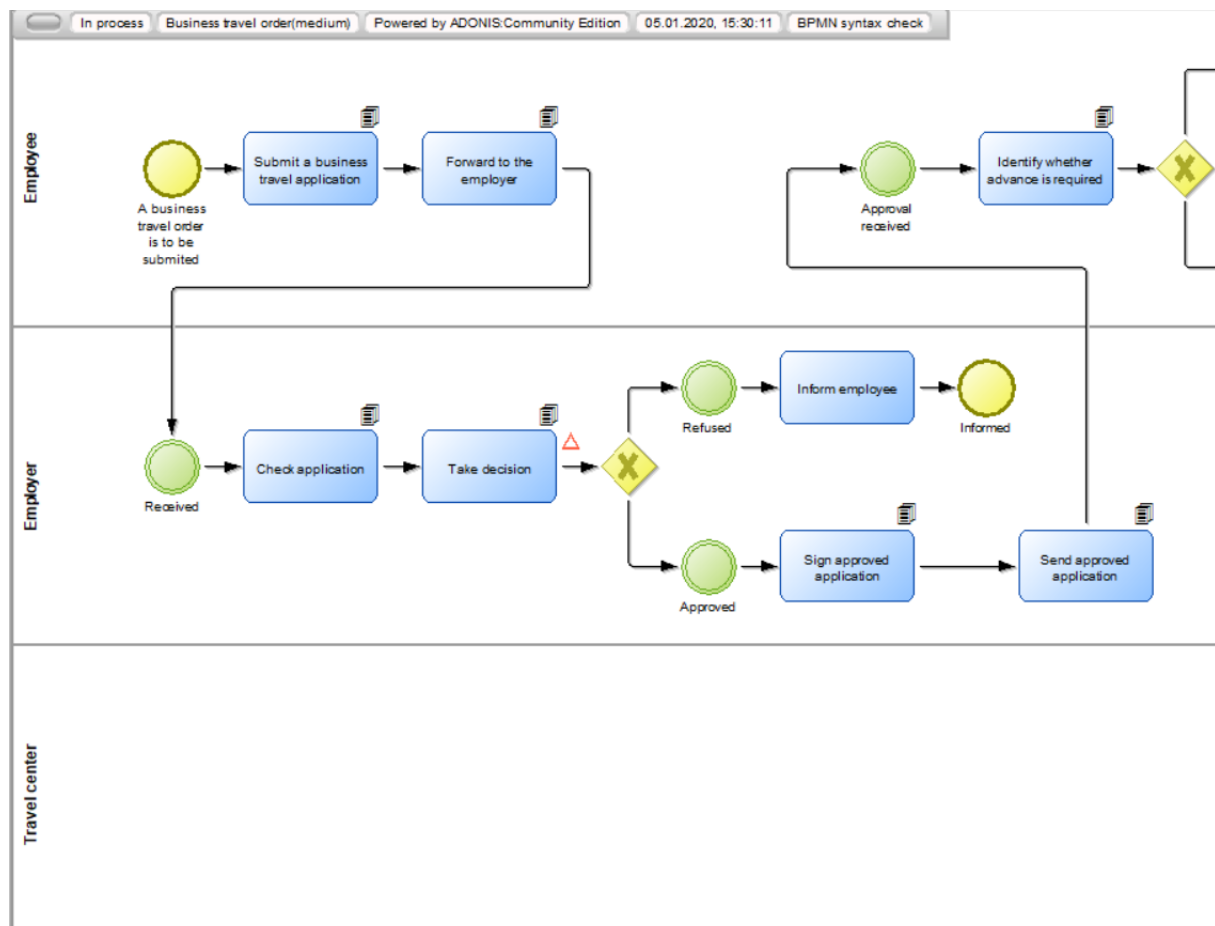 In process Business travel order(medium) Powered by ADONIS:Community Edition 05.01.2020, 15:30:11 BPMN syntax check
Employee
Submit a business
travel application
Forward to the
employer
A business
travel order
is to be
submited
Approval
received
Identify whether
advance is required
Employer
Received
Check application
Take decision
Refused
Inform employee
Informed
Approved
Sign approved
application
Send approved
application
Travel center